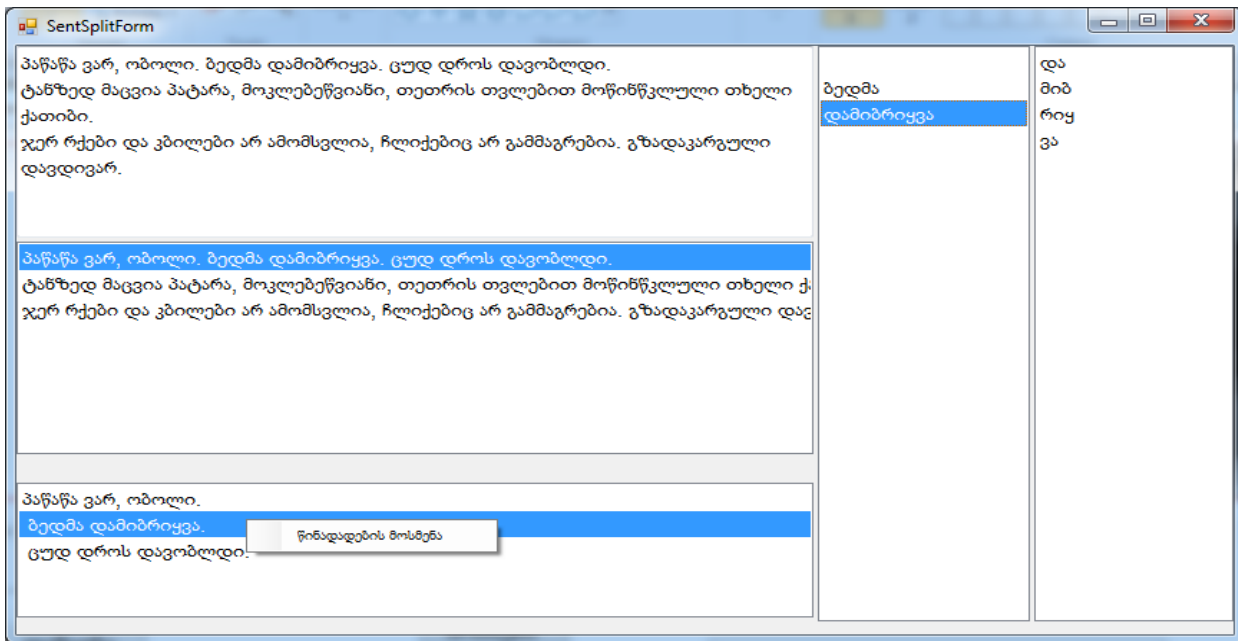 SentSplitForm
პაწაწა ვარ, ობოლი. ბედმა დამიბრიყვა. ცუდ დროს დავობლდი.
ტანზედ მაცვია პატარა, მოკლებეწვიანი, თეთრის თვლებით მოწინწკლული თხელი
ქათიბი.
ჯერ რქები და კბილები არ ამომსვლია, ჩლიქებიც არ გამმაგრებია. გზადაკარგული
დავდივარ.
პაწაწა ვარ, ობოლი. ბედმა დამიბრიყვა. ცუდ დროს დავობლდი.
ტანზედ მაცვია პატარა, მოკლებეწვიანი, თეთრის თვლებით მოწინწკლული თხელი ქა
ჯერ რქები და კბილები არ ამომსვლია, ჩლიქებიც არ გამმაგრებია. გზადაკარგული დავ
პაწაწა ვარ, ობოლი.
ბედმა დამიბრიყვა.
წინადადების მოსმენა
ცუდ დროს დავობლდი.
ბედმა
დამიბრიყვა
და
მიბ
რიყ
ვა